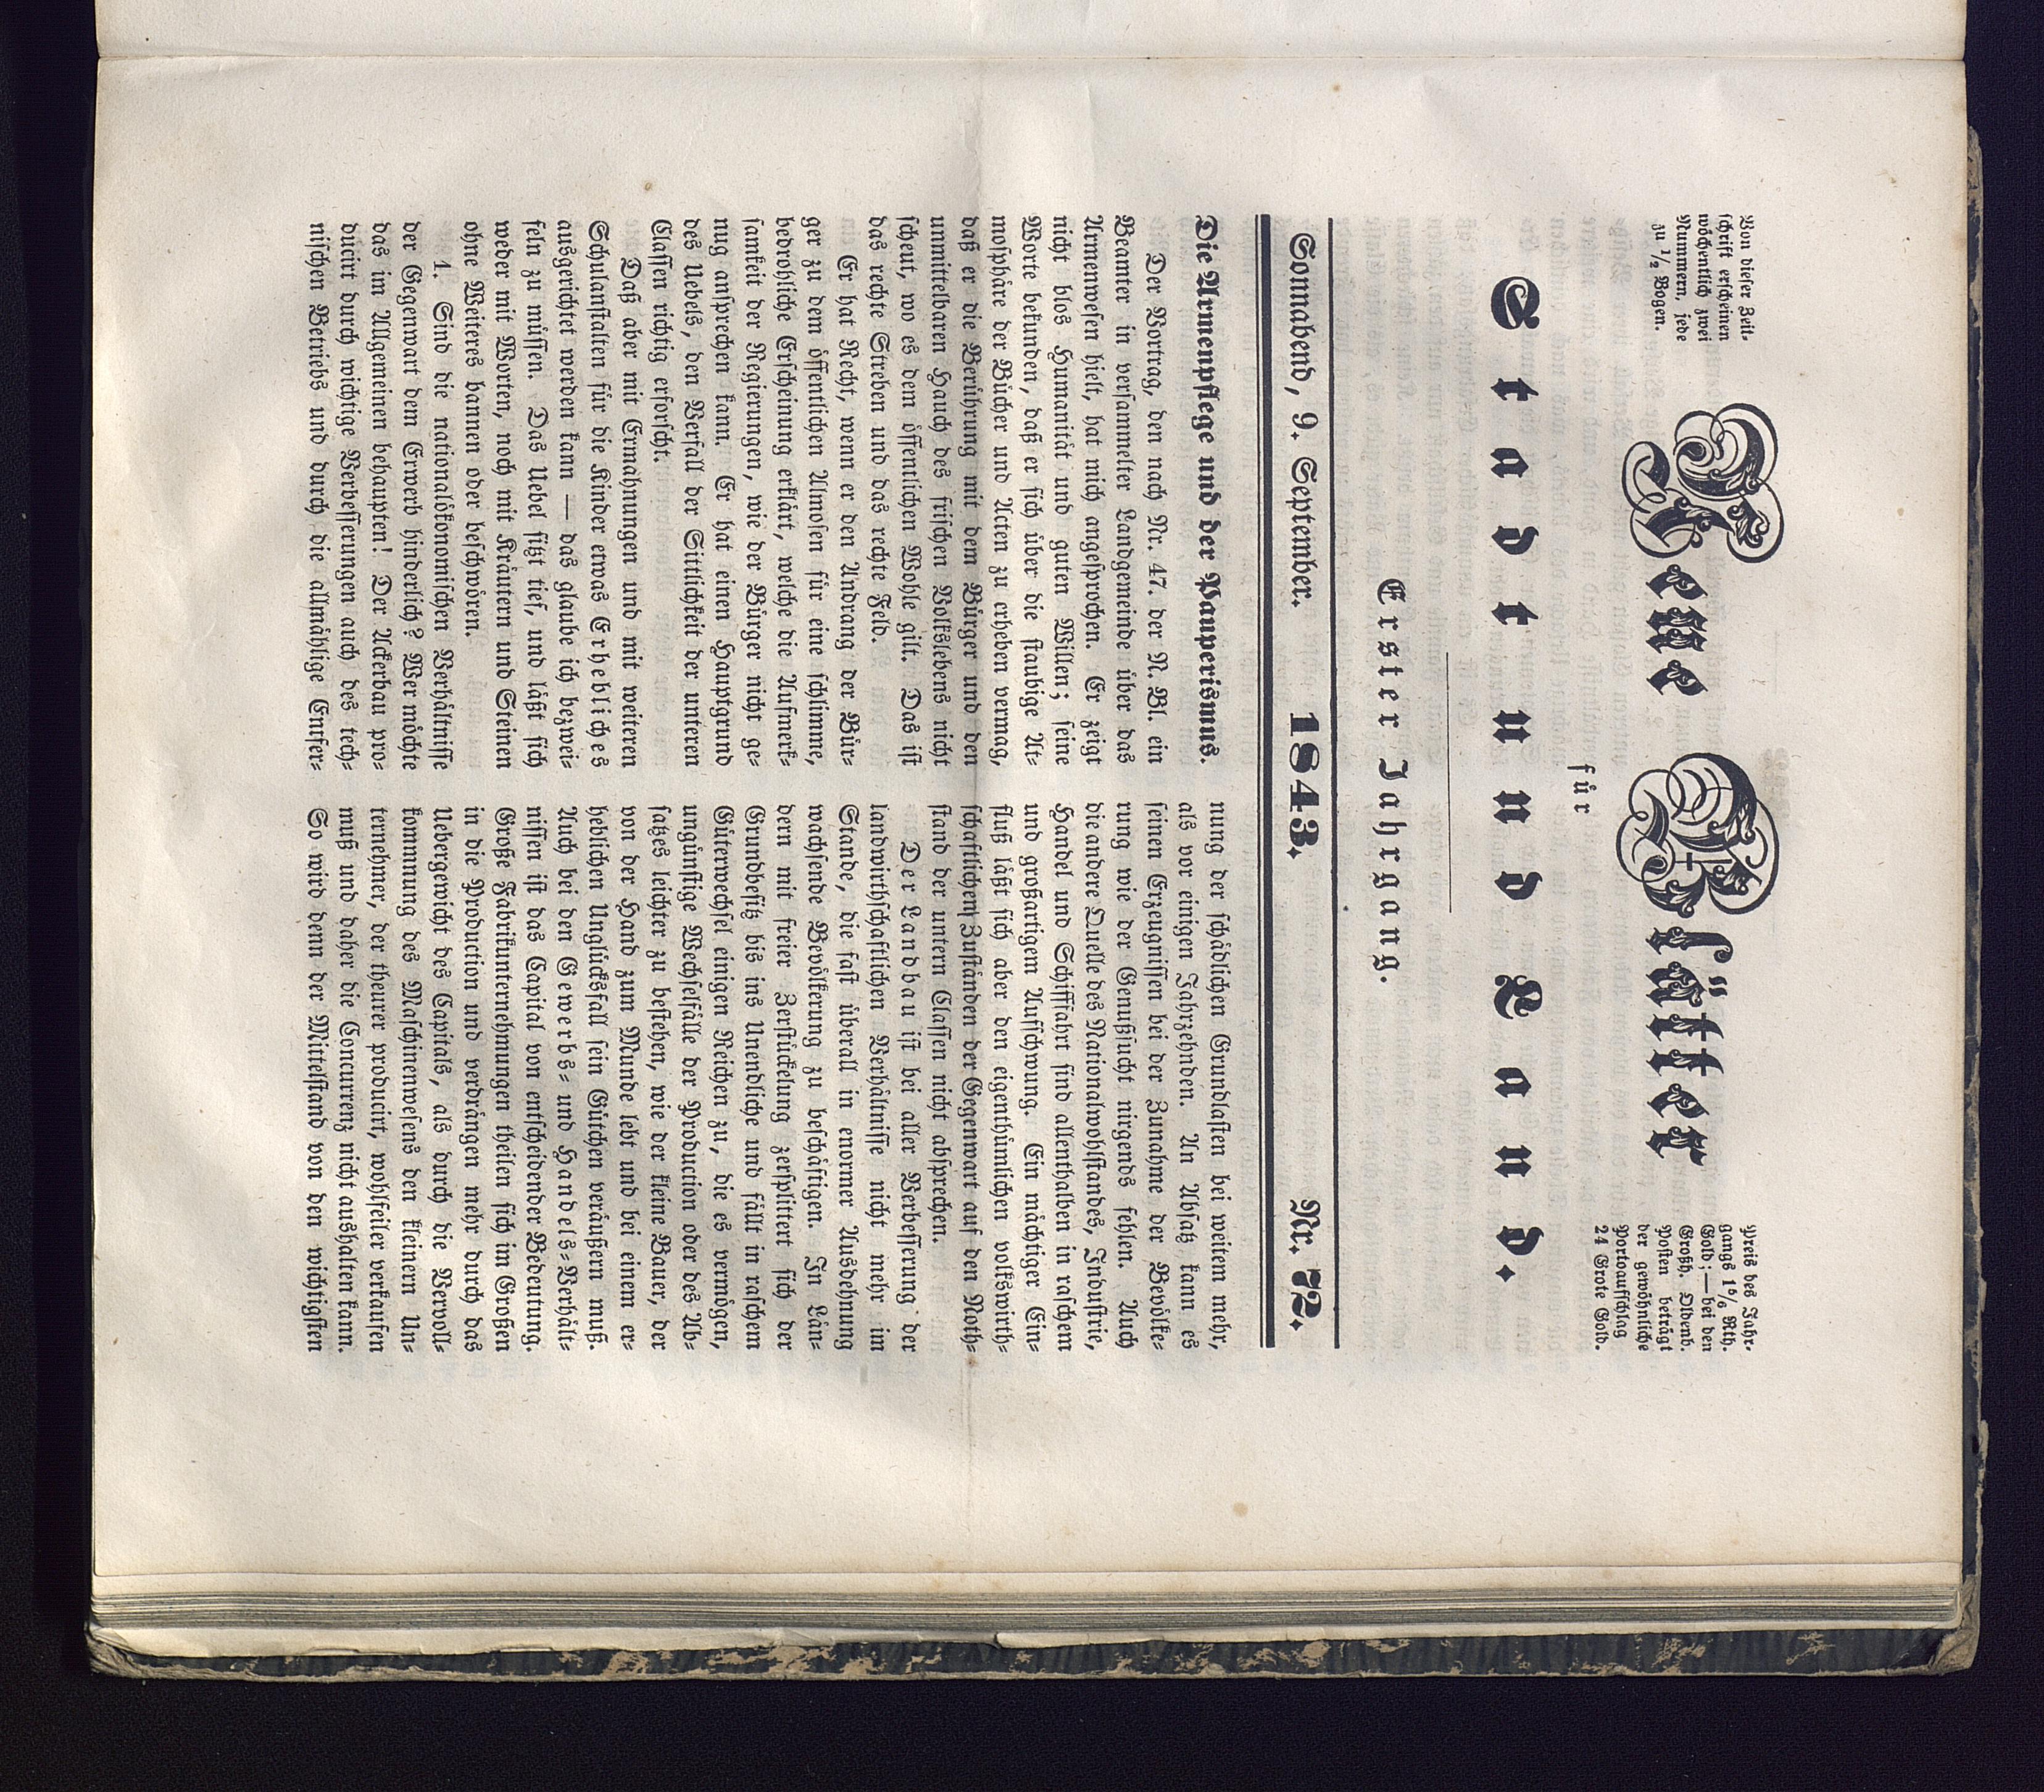 Von dieser Zeit-
schrift erscheinen
wöchentlich zwei
Nummern, jede
zu 1/2 Bogen.
Neue Blätter
Preis des Jahr-
gangs 1 5/6 Rth.
Gold; — bei den
Großh. Oldenb.
Posten beträgt
der gewöhnliche
Portoaufschlag
24 Grote Gold.
für
Stadt und Land.
Erster Jahrgang.
Sonnabend, 9. September. 1843. Nr. 72.
Die Armenpflege und der Pauperismus.
Der Vortrag, den nach Nr. 47. der N. Bl. ein
Beamter in versammelter Landgemeinde über das
Armenwesen hielt, hat mich angesprochen. Er zeigt
nicht blos Humanität und guten Willen; seine
Worte bekunden, daß er sich über die staubige At-
mosphäre der Bücher und Acten zu erheben vermag,
daß er die Berührung mit dem Bürger und den
unmittelbaren Hauch des frischen Volkslebens nicht
scheut, wo es dem öffentlichen Wohle gilt. Das ist
das rechte Streben und das rechte Feld.
Er hat Recht, wenn er den Andrang der Bür-
ger zu dem öffentlichen Almosen für eine schlimme,
bedrohliche Erscheinung erklärt, welche die Aufmerk-
samkeit der Regierungen, wie der Bürger nicht ge-
nug ansprechen kann. Er hat einen Hauptgrund
des Uebels, den Verfall der Sittlichkeit der unteren
Classen richtig erforscht.
Daß aber mit Ermahnungen und mit weiteren
Schulanstalten für die Kinder etwas Erhebliches
ausgerichtet werden kann — das glaube ich bezwei-
feln zu müssen. Das Uebel sitzt tief, und läßt sich
weder mit Worten, noch mit Kräutern und Steinen
ohne Weiteres bannen oder beschwören.
1. Sind die nationalökonomischen Verhältnisse
der Gegenwart dem Erwerb hinderlich? Wer möchte
das im Allgemeinen behaupten! Der Ackerbau pro-
ducirt durch wichtige Verbesserungen auch des tech-
nischen Betriebs und durch die allmählige Entfer-
nung der schädlichen Grundlasten bei weitem mehr,
als vor einigen Jahrzehnden. An Absatz kann es
seinen Erzeugnissen bei der Zunahme der Bevölke-
rung wie der Genußsucht nirgends fehlen. Auch
die andere Quelle des Nationalwohlstandes, Industrie,
Handel und Schifffahrt sind allenthalben in raschem
und großartigem Aufschwung. Ein mächtiger Ein-
fluß läßt sich aber den eigenthümlichen volkswirth-
schaftlichen Zuständen der Gegenwart auf den Noth-
stand der untern Classen nicht absprechen.
Der Landbau ist bei aller Verbesserung der
landwirthschaftlichen Verhältnisse nicht mehr im
Stande, die fast überall in enormer Ausdehnung
wachsende Bevölkerung zu beschäftigen. In Län-
dern mit freier Zerstückelung zersplittert sich der
Grundbesitz bis ins Unendliche und fällt in raschem
Güterwechsel einigen Reichen zu, die es vermögen,
ungünstige Wechselfälle der Production oder des Ab-
satzes leichter zu bestehen, wie der kleine Bauer, der
von der Hand zum Munde lebt und bei einem er-
heblichen Unglücksfall sein Gütchen veräußern muß.
Auch bei den Gewerbs- und Handels-Verhält-
nissen ist das Capital von entscheidender Bedeutung.
Große Fabrikunternehmungen theilen sich im Großen
in die Production und verdrängen mehr durch das
Uebergewicht des Capitals, als durch die Vervoll-
kommnung des Maschinenwesens den kleinern Un-
ternehmer, der theurer producirt, wohlfeiler verkaufen
muß und daher die Concurrenz nicht aushalten kann.
So wird denn der Mittelstand von den wichtigsten